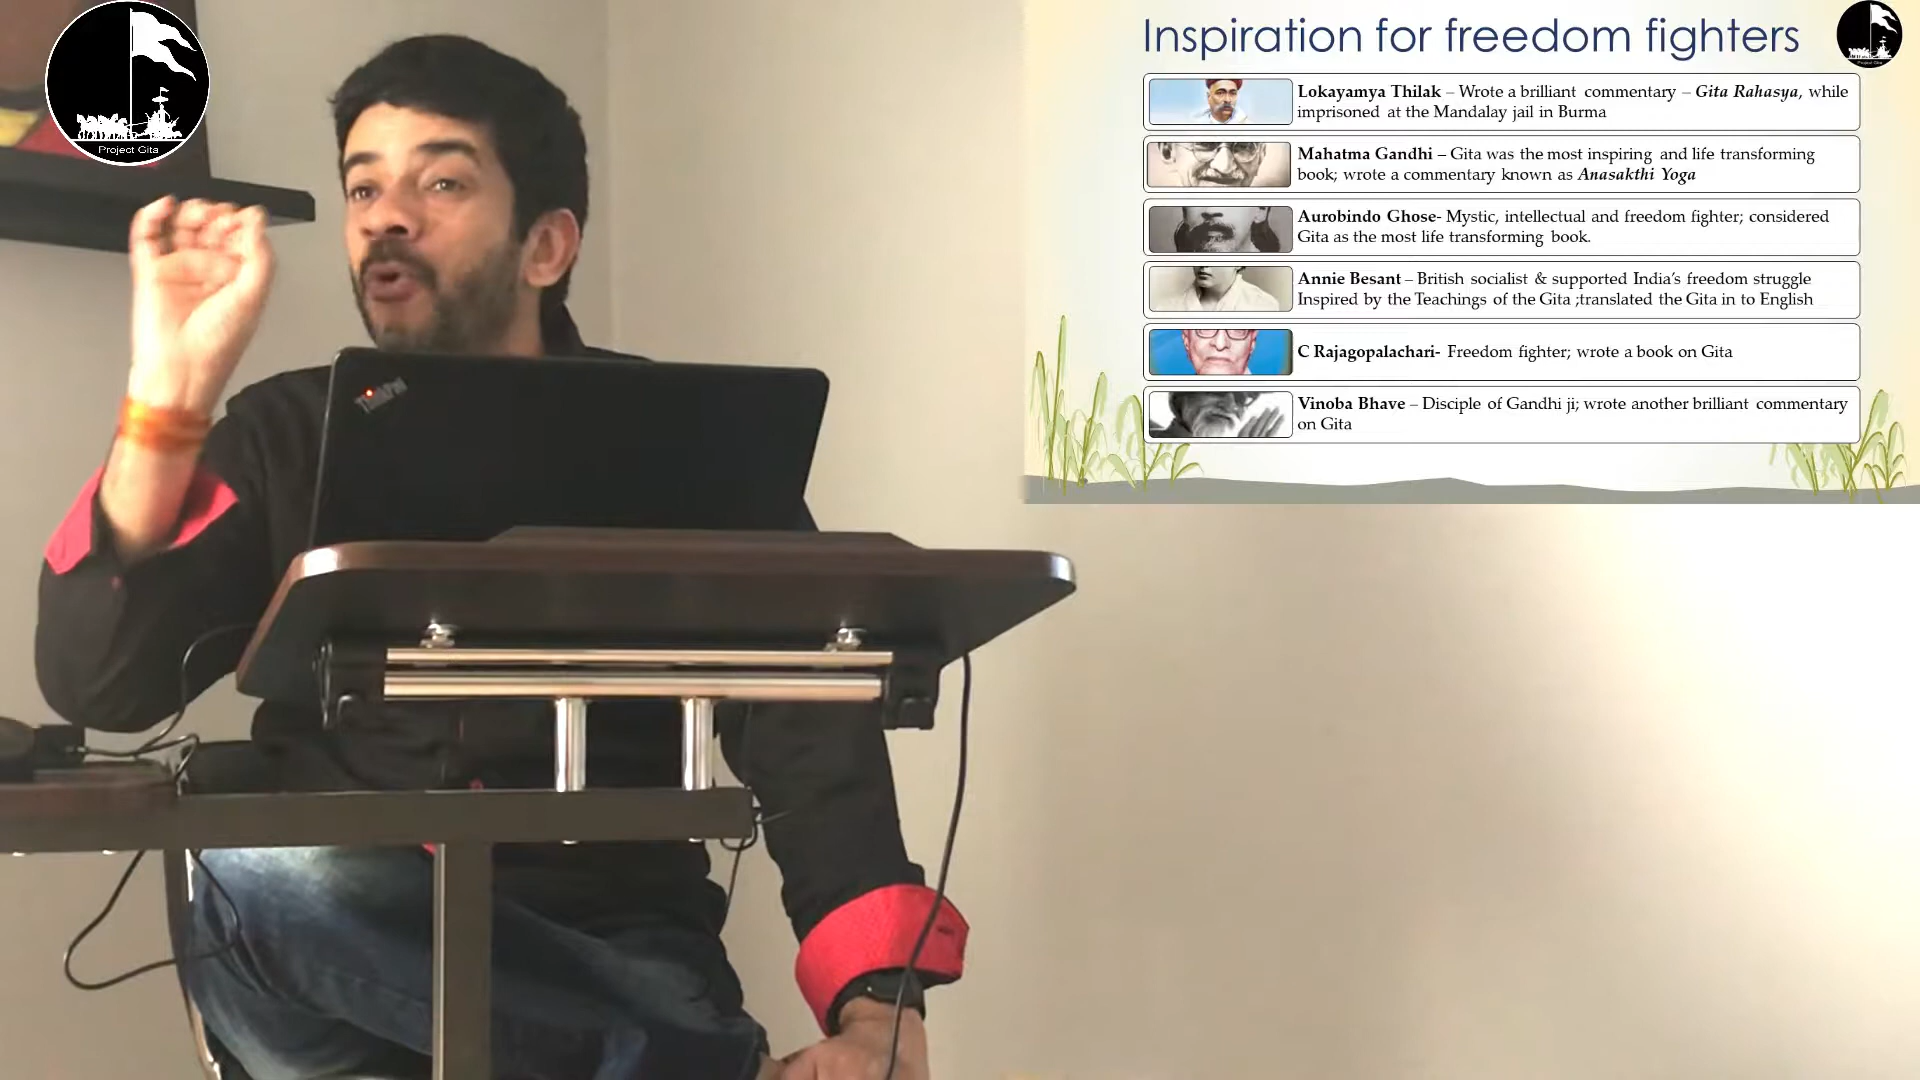 Project Gita
Inspiration for freedom fighters
Project Gita
Lokayamya Thilak – Wrote a brilliant commentary – Gita Rahasya, while
imprisoned at the Mandalay jail in Burma
Mahatma Gandhi – Gita was the most inspiring and life transforming
book; wrote a commentary known as Anasakthi Yoga
Aurobindo Ghose- Mystic, intellectual and freedom fighter; considered
Gita as the most life transforming book.
Annie Besant – British socialist & supported India's freedom struggle
Inspired by the Teachings of the Gita ;translated the Gita in to English
C Rajagopalachari- Freedom fighter; wrote a book on Gita
Vinoba Bhave – Disciple of Gandhi ji; wrote another brilliant commentary
on Gita
ThinkPad